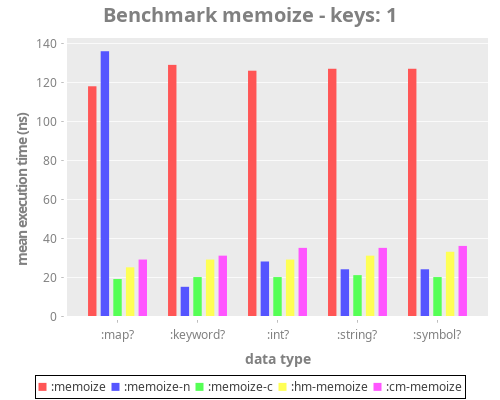 Benchmark memoize - keys: 1
mean execution time (ns)
140
120
100
80
60
40
20
0
:map? :keyword? :int? :string? :symbol?
data type
:memoize :memoize-n :memoize-c :hm-memoize :cm-memoize